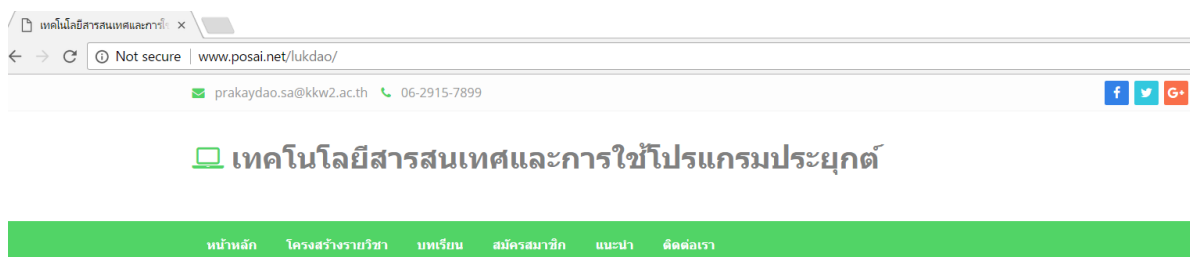 เทคโนโลยีสารสนเทศและการใช้
Not secure | www.posai.net/lukdao/
prakaydao.sa@kkw2.ac.th 06-2915-7899
f G+
เทคโนโลยีสารสนเทศและการใช้โปรแกรมประยุกต์
หน้าหลัก โครงสร้างรายวิชา บทเรียน สมัครสมาชิก แนะนำ ติดต่อเรา